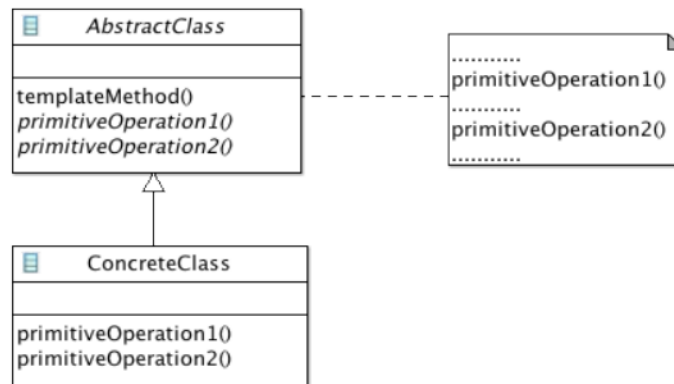 AbstractClass
templateMethod()
primitiveOperation1()
primitiveOperation2()
...........
primitiveOperation1()
...........
primitiveOperation2()
...........
ConcreteClass
primitiveOperation1()
primitiveOperation2()